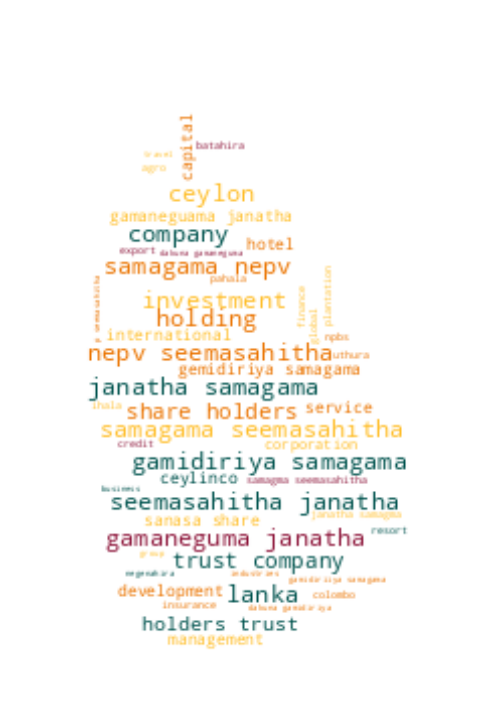 capital
batahira
travel
agro
ceylon
gamaneguama janatha
company
hotel
export
dakuna gamaneguma
samagama nepv
pahala
p seemasahitha
investment
finance
plantation
holding
global
international
npbs
nepv seemasahitha
uthura
gemidiriya samagama
janatha samagama
ihala
share holders
service
samagama seemasahitha
credit
corporation
gamidiriya samagama
ceylinco
samagma seemasahitha
business
seemasahitha janatha
janatha samagma
sanasa share
resort
gamaneguma janatha
group
trust company
negenahira
industries
gamidiriya samagama
development
lanka
colombo
insurance
dakuna gamidiriya
holders trust
management